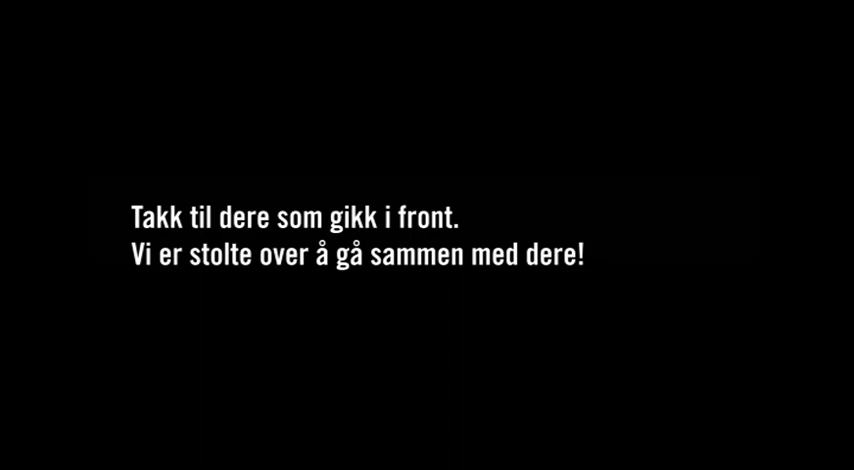 Takk til dere som gikk i front.
Vi er stolte over å gå sammen med dere!